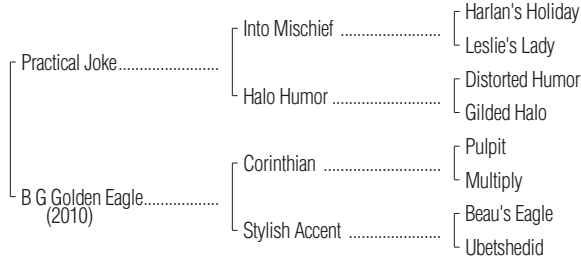 Harlan's Holiday
Into Mischief ........................
Leslie's Lady
Practical Joke........................
Distorted Humor
Halo Humor ..........................
Gilded Halo
Pulpit
Corinthian ............................
Multiply
B G Golden Eagle..................
(2010)
Beau's Eagle
Stylish Accent ......................
Ubetshedid